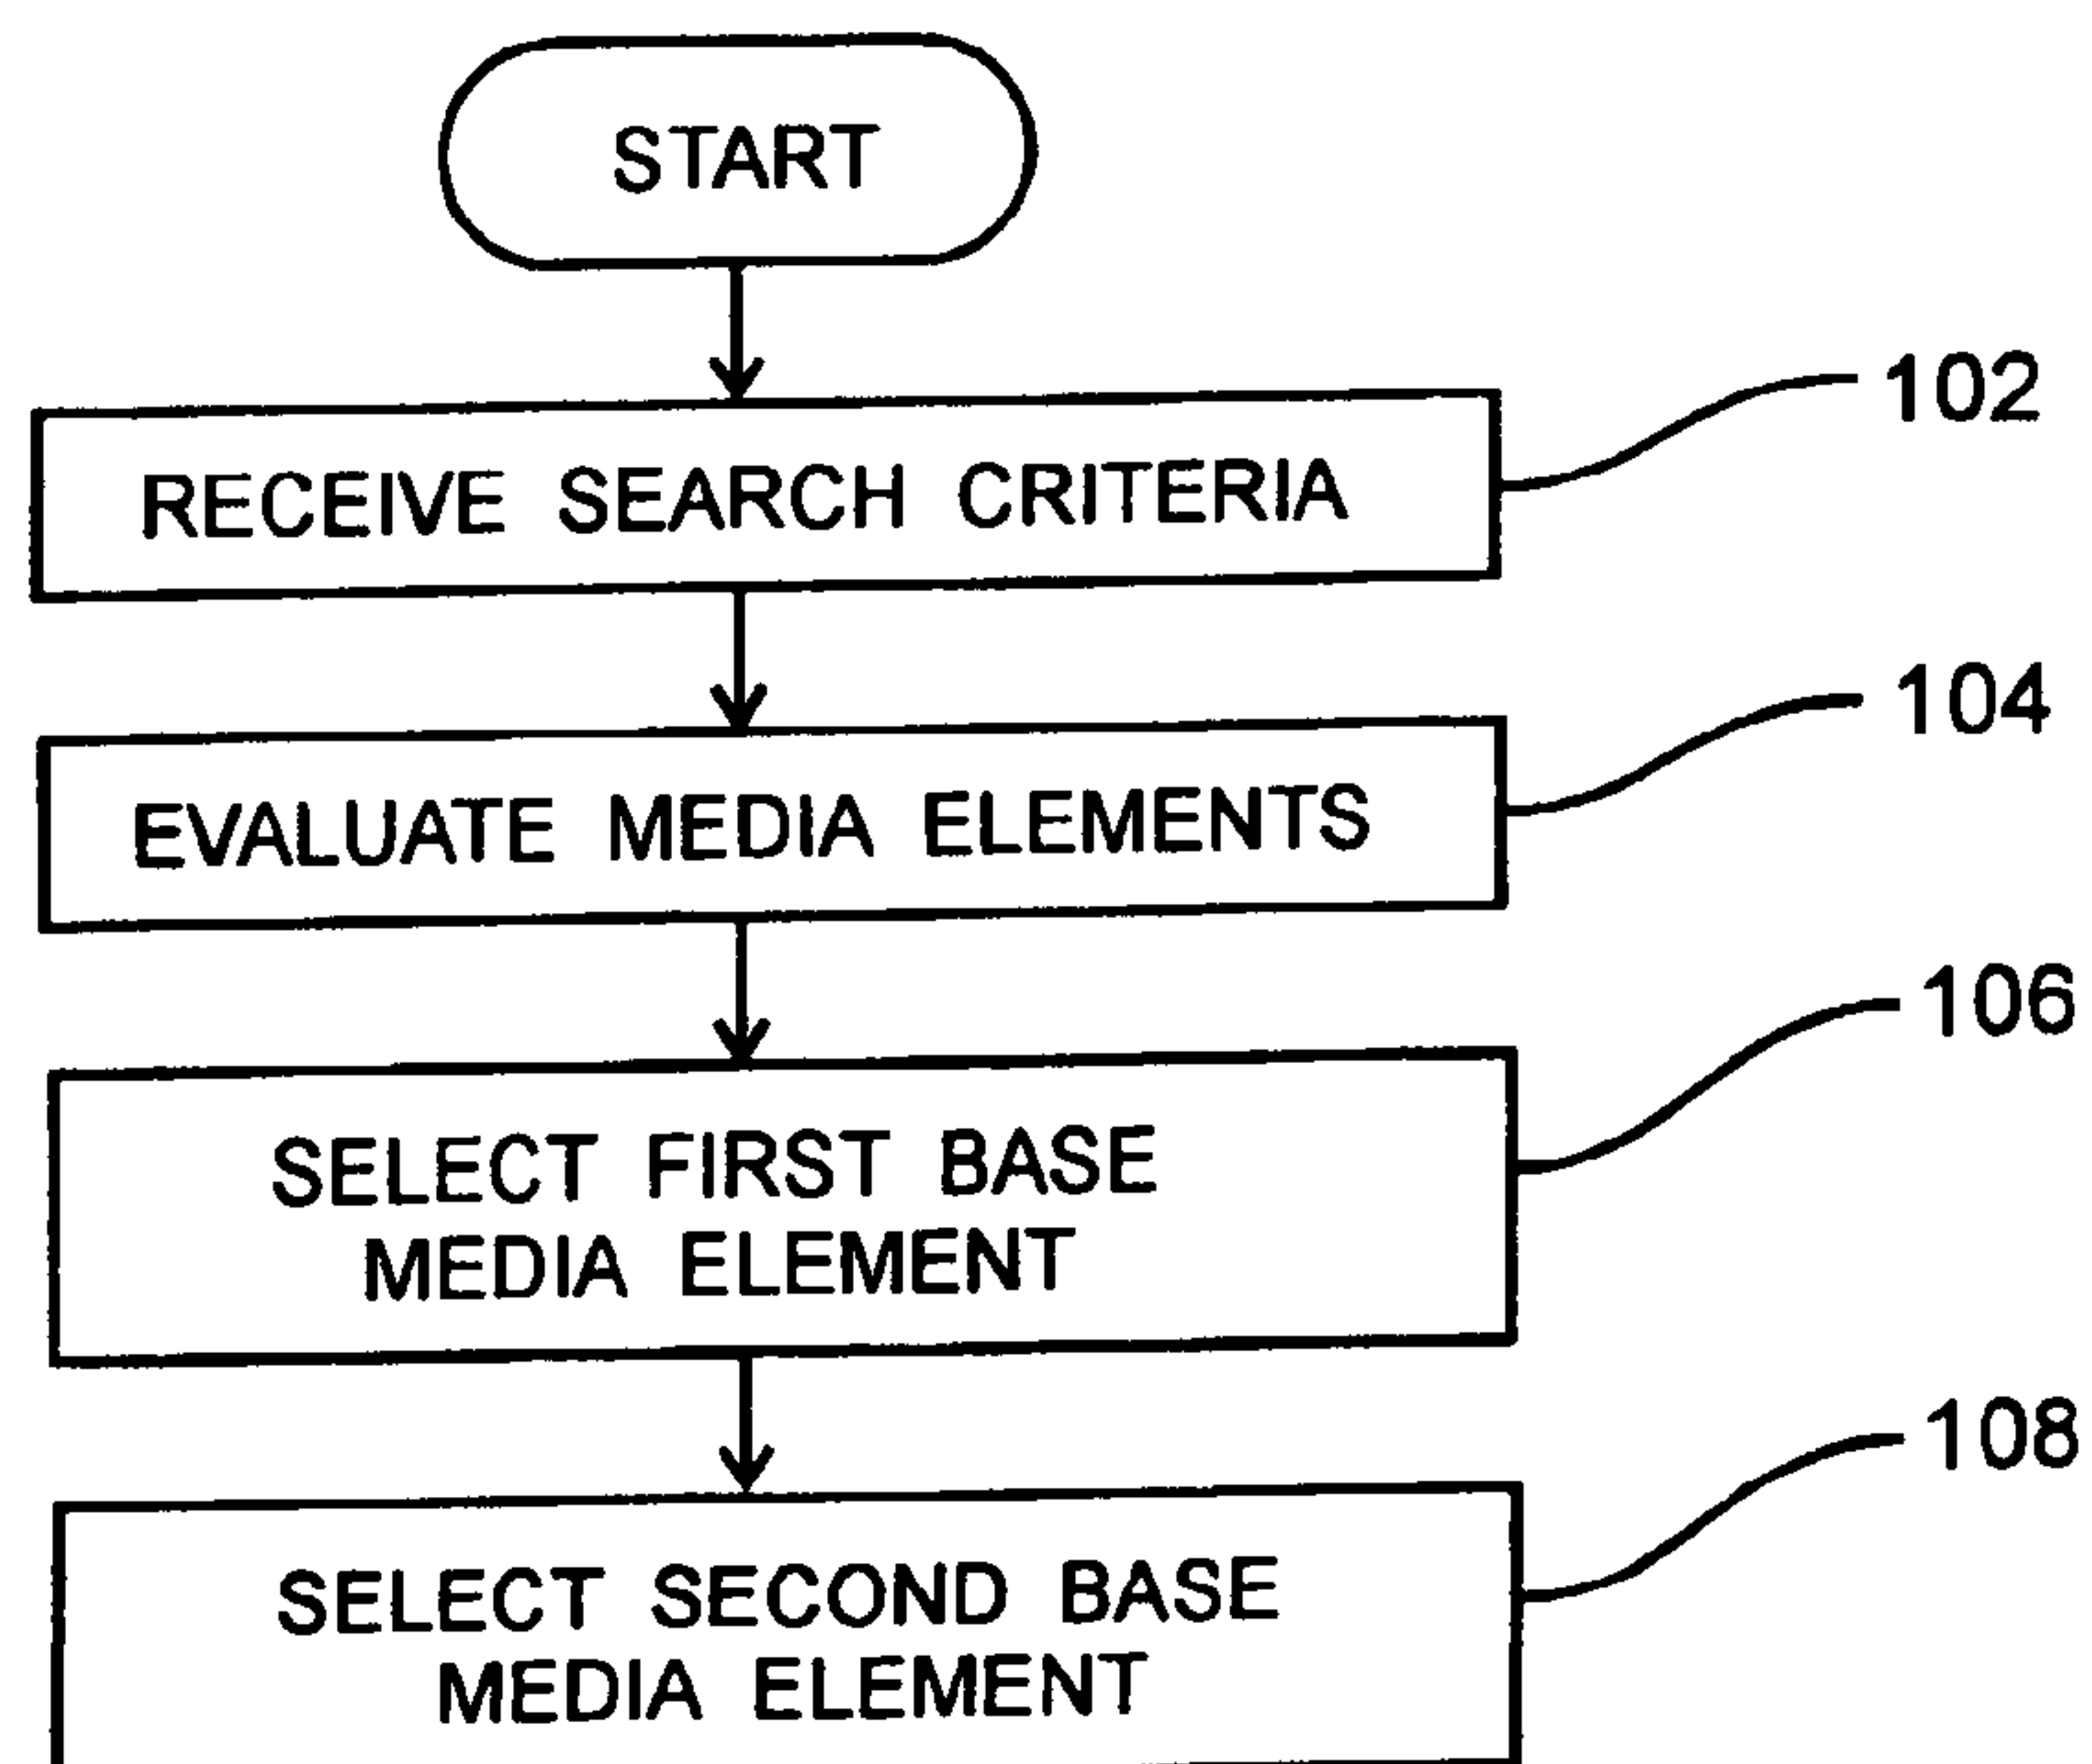 START
102
RECEIVE SEARCH CRITERIA
104
EVALUATE MEDIA ELEMENTS
106
SELECT FIRST BASE
MEDIA ELEMENT
108
SELECT SECOND BASE
MEDIA ELEMENT